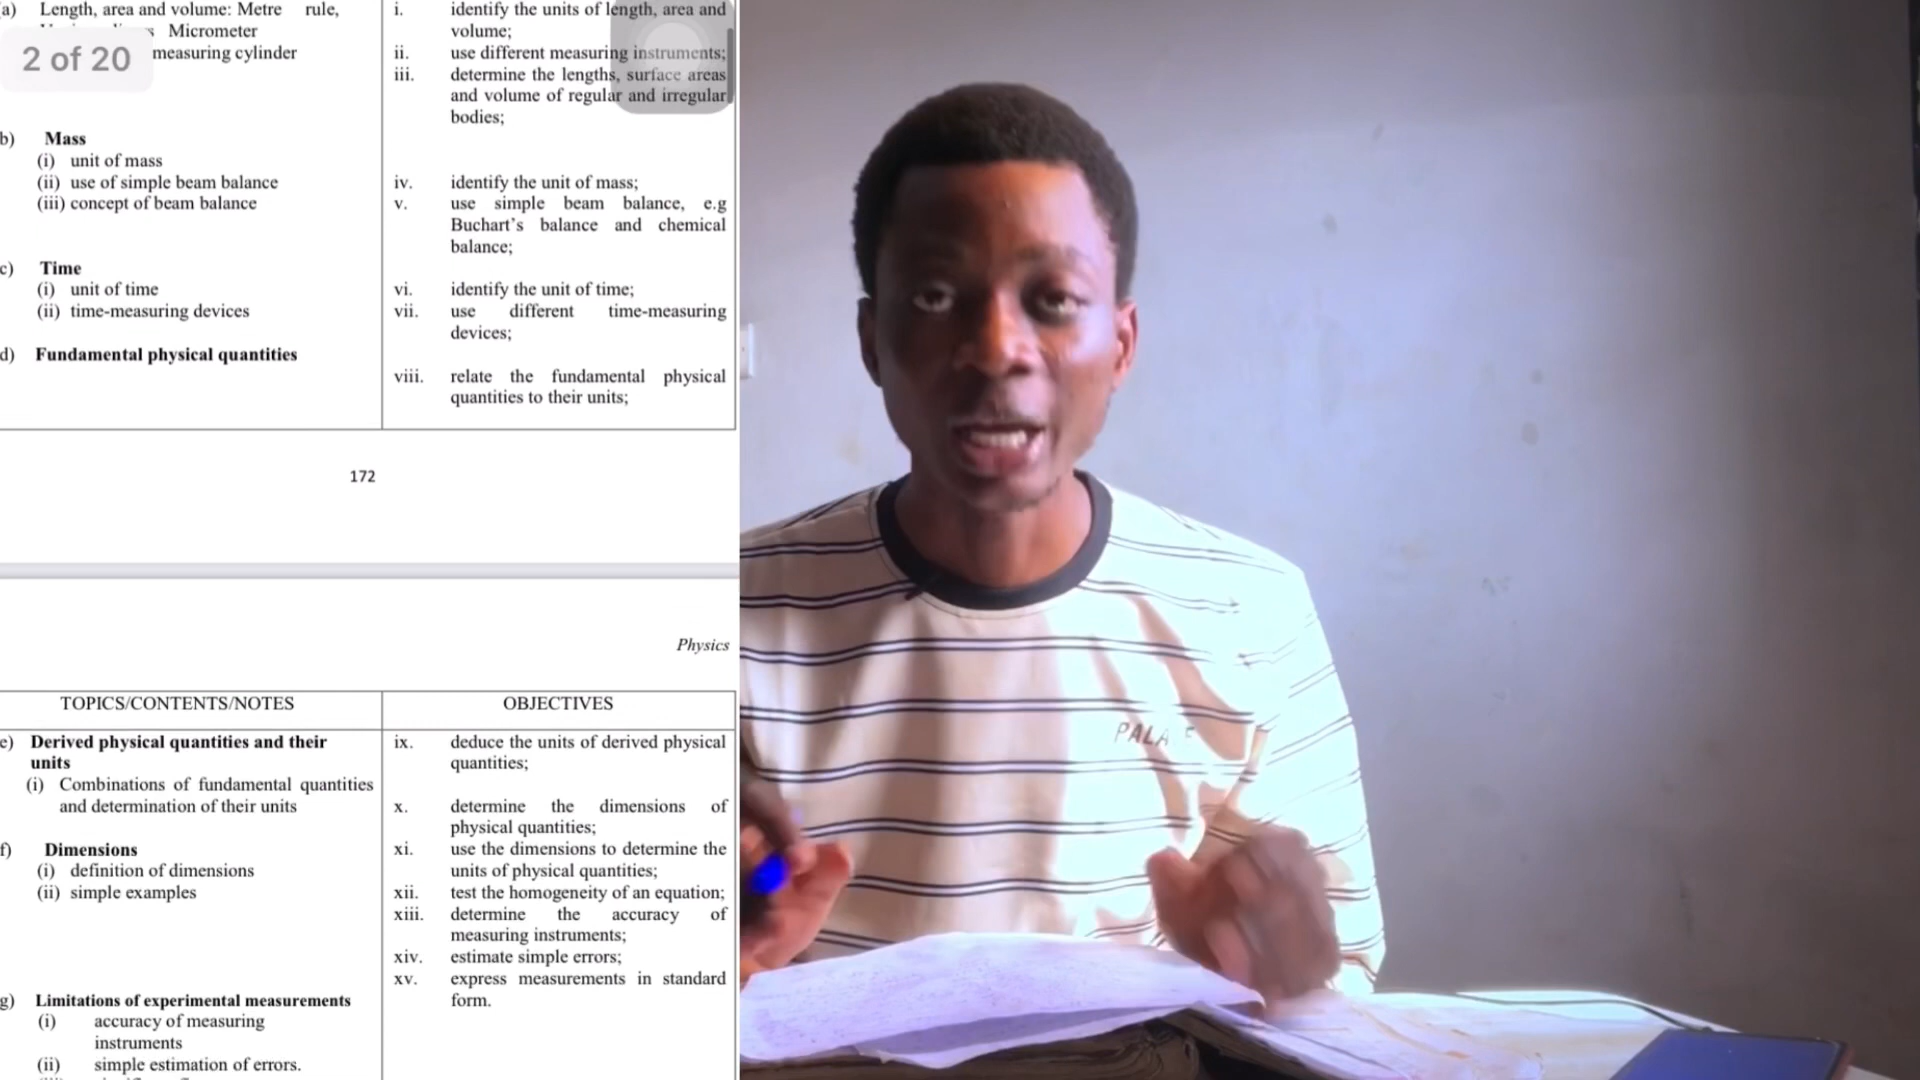 a) Length, area and volume: Metre rule,
Micrometer
measuring cylinder
2 of 20
b) Mass
(i) unit of mass
(ii) use of simple beam balance
(iii) concept of beam balance
c) Time
(i) unit of time
(ii) time-measuring devices
d) Fundamental physical quantities
i. identify the units of length, area and
volume;
ii. use different measuring instruments;
iii. determine the lengths, surface areas
and volume of regular and irregular
bodies;
iv. identify the unit of mass;
v. use simple beam balance, e.g
Buchart's balance and chemical
balance;
vi. identify the unit of time;
vii. use different time-measuring
devices;
viii. relate the fundamental physical
quantities to their units;
172
Physics
TOPICS/CONTENTS/NOTES
OBJECTIVES
e) Derived physical quantities and their
units
(i) Combinations of fundamental quantities
and determination of their units
f) Dimensions
(i) definition of dimensions
(ii) simple examples
g) Limitations of experimental measurements
(i) accuracy of measuring
instruments
(ii) simple estimation of errors.
ix. deduce the units of derived physical
quantities;
x. determine the dimensions of
physical quantities;
xi. use the dimensions to determine the
units of physical quantities;
xii. test the homogeneity of an equation;
xiii. determine the accuracy of
measuring instruments;
xiv. estimate simple errors;
xv. express measurements in standard
form.